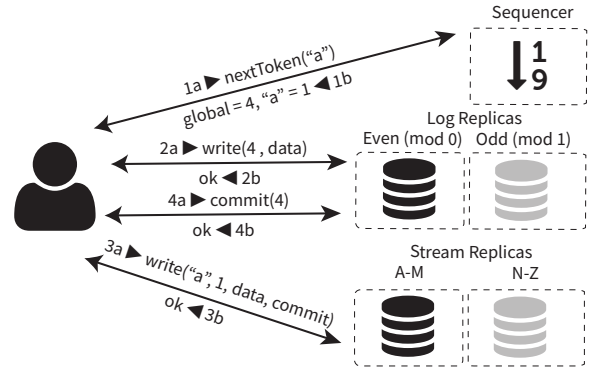 Sequencer
1
9
1a ▶ nextToken(“a”)
global = 4, “a” = 1 ◀ 1b
Log Replicas
Even (mod 0) Odd (mod 1)
2a ▶ write(4 , data)
ok ◀ 2b
4a ▶ commit(4)
ok ◀ 4b
Stream Replicas
A-M N-Z
3a ▶ write(“a”, 1, data, commit)
ok ◀ 3b